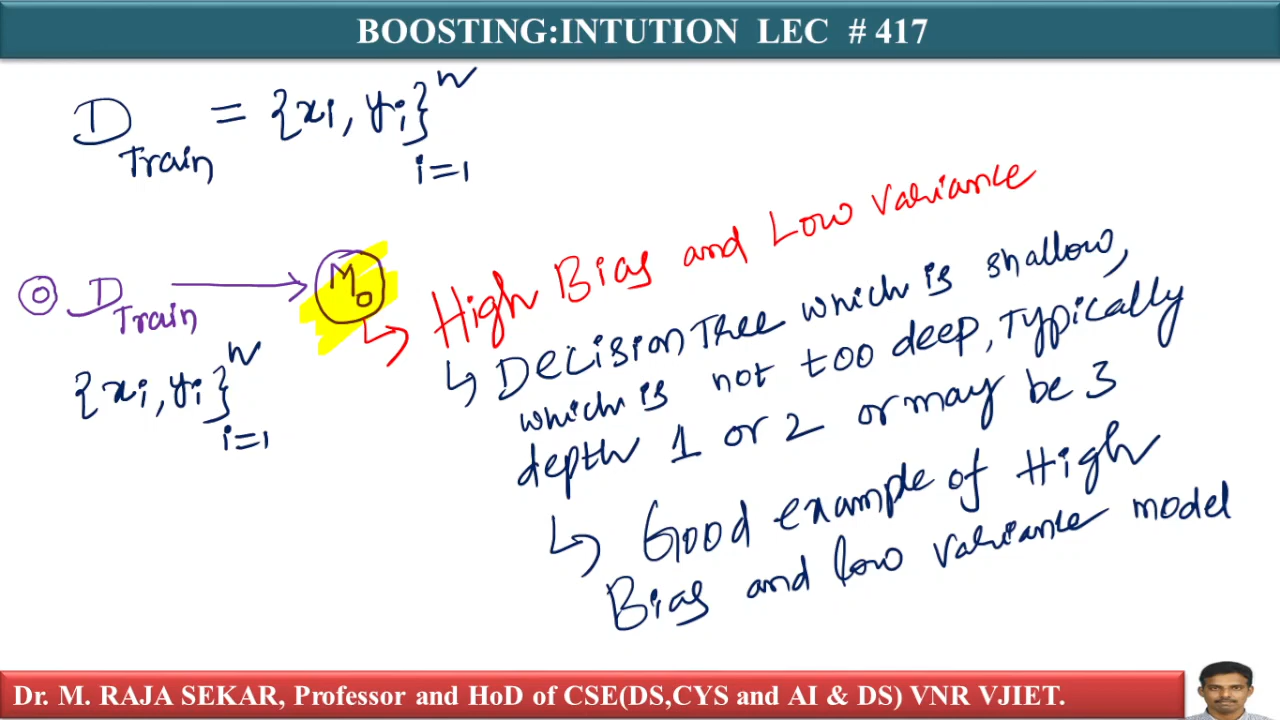 BOOSTING:INTUTION LEC # 417
D Train = {xi, yi}^n i=1
High Bias and Low Variance
⓪ D Train → M0
{xi, yi}^n i=1
↳ Decision Tree which is shallow,
which is not too deep, Typically
depth 1 or 2 or may be 3
↳ Good example of High
Bias and low variance model
Dr. M. RAJA SEKAR, Professor and HoD of CSE(DS,CYS and AI & DS) VNR VJIET.